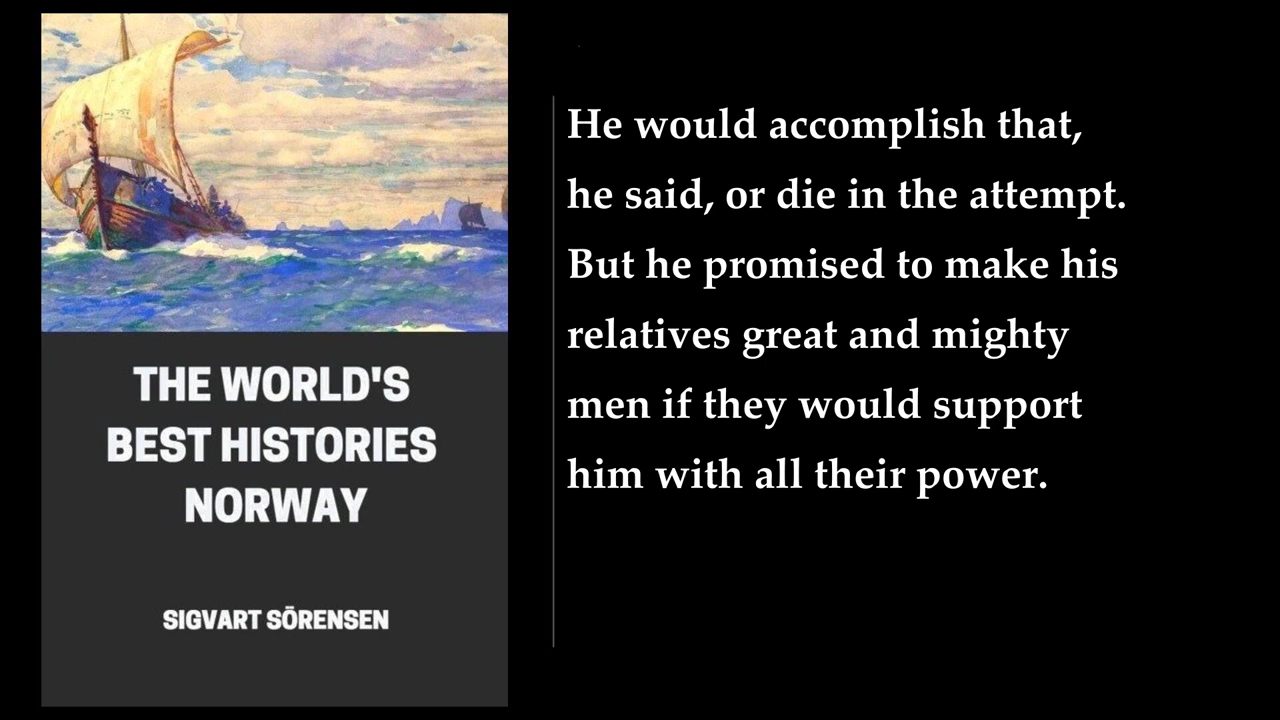 THE WORLD'S
BEST HISTORIES
NORWAY
SIGVART SÖRENSEN
He would accomplish that,
he said, or die in the attempt.
But he promised to make his
relatives great and mighty
men if they would support
him with all their power.